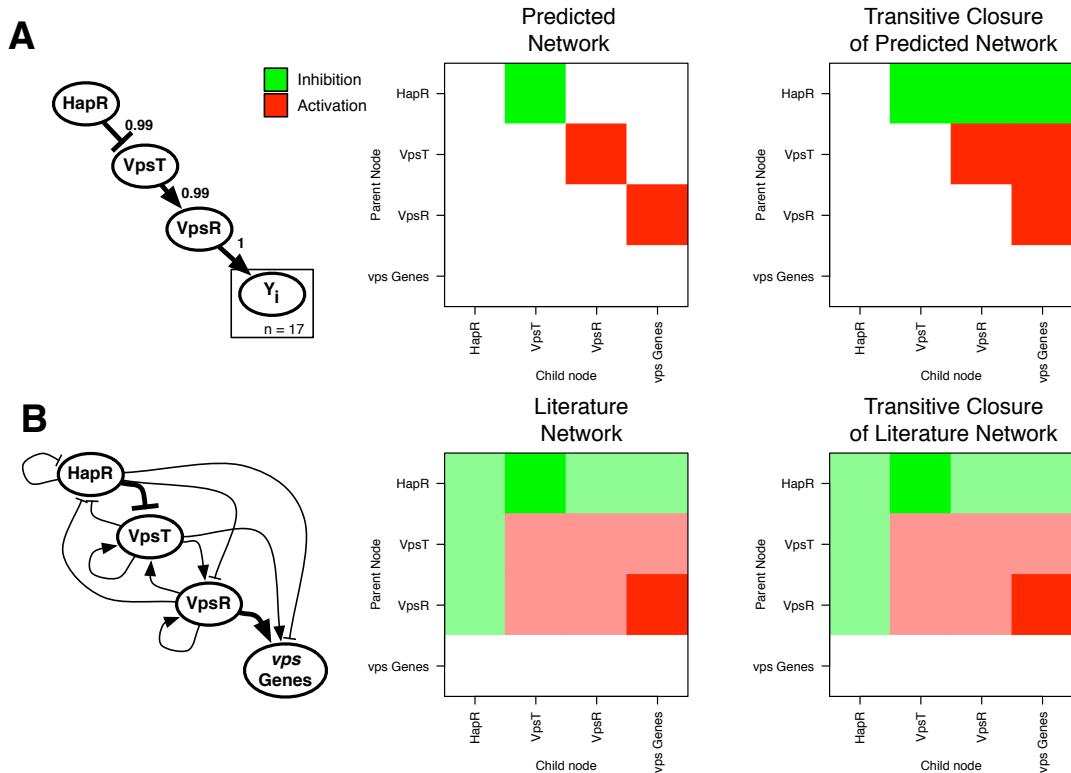 A
HapR
0.99
VpsT
0.99
VpsR
1
Yi
n = 17
Inhibition
Activation
Predicted
Network
HapR
VpsT
VpsR
vps Genes
Parent Node
HapR
VpsT
VpsR
vps Genes
Child node
Transitive Closure
of Predicted Network
HapR
VpsT
VpsR
vps Genes
Parent Node
HapR
VpsT
VpsR
vps Genes
Child node
B
HapR
VpsT
VpsR
vps
Genes
Literature
Network
HapR
VpsT
VpsR
vps Genes
Parent Node
HapR
VpsT
VpsR
vps Genes
Child node
Transitive Closure
of Literature Network
HapR
VpsT
VpsR
vps Genes
Parent Node
HapR
VpsT
VpsR
vps Genes
Child node